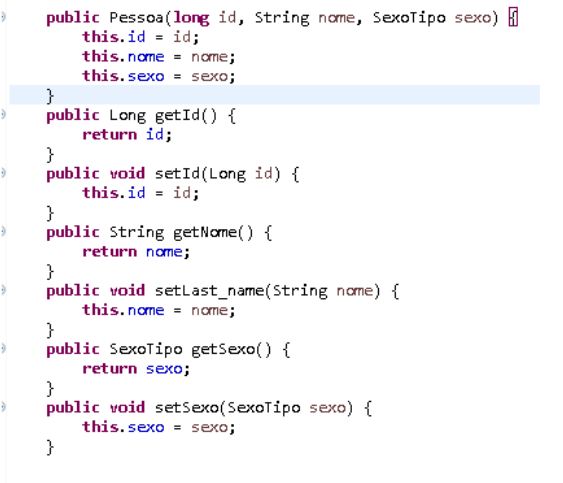 public Pessoa(long id, String nome, SexoTipo sexo) {
this.id = id;
this.nome = nome;
this.sexo = sexo;
}
public Long getId() {
return id;
}
public void setId(Long id) {
this.id = id;
}
public String getNome() {
return nome;
}
public void setLast_name(String nome) {
this.nome = nome;
}
public SexoTipo getSexo() {
return sexo;
}
public void setSexo(SexoTipo sexo) {
this.sexo = sexo;
}